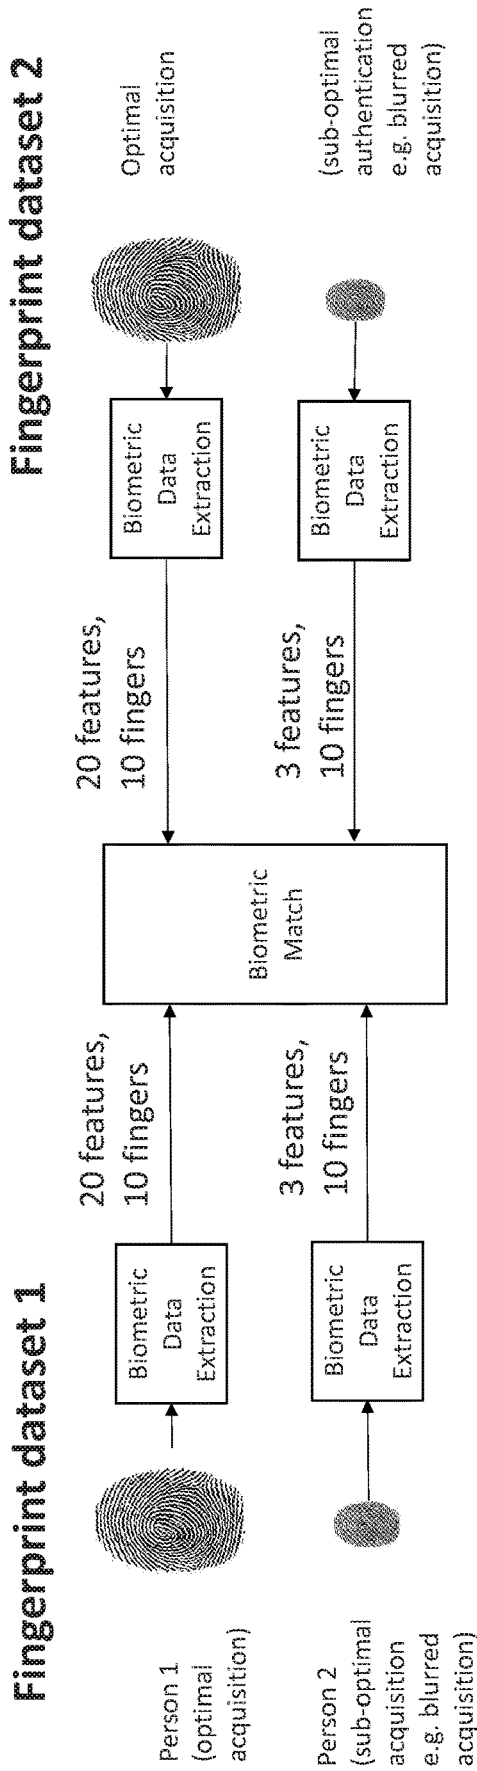 Fingerprint dataset 1
Fingerprint dataset 2
Person 1
(optimal
acquisition)
Biometric
Data
Extraction
20 features,
10 fingers
Biometric
Match
20 features,
10 fingers
Biometric
Data
Extraction
Optimal
acquisition
Person 2
(sub-optimal
acquisition
e.g. blurred
acquisition)
Biometric
Data
Extraction
3 features,
10 fingers
3 features,
10 fingers
Biometric
Data
Extraction
(sub-optimal
authentication
e.g. blurred
acquisition)